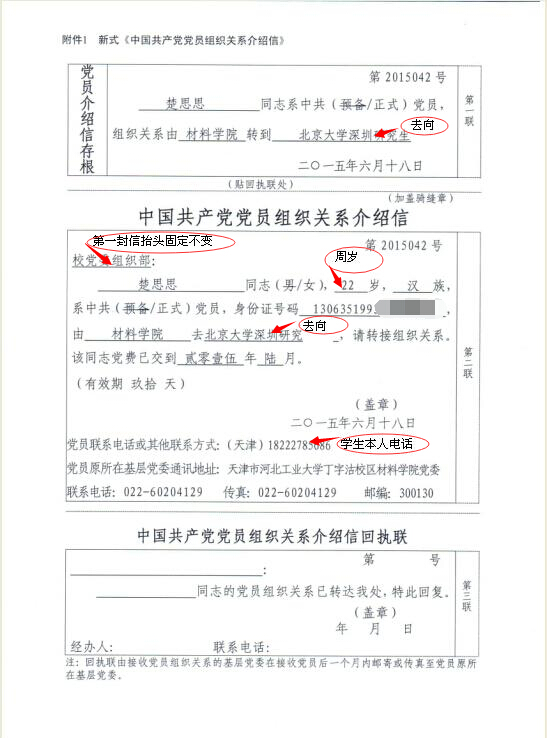 附件1 新式《中国共产党党员组织关系介绍信》
党员介绍信存根
第 2015042 号
楚思思 同志系中共（预备/正式）党员，
组织关系由 材料学院 转到 北京大学深圳研究生
去向
二〇一五年六月十八日
第一联
（贴回执联处）
（加盖骑缝章）
中国共产党党员组织关系介绍信
第一封信抬头固定不变
第 2015042 号
周岁
校党委组织部：
楚思思 同志（男/女），22 岁，汉 族，
系中共（预备/正式）党员，身份证号码 13063519９
由 材料学院 去北京大学深圳研究 ，请转接组织关系。
去向
该同志党费已交到 贰零壹伍 年 陆 月。
（有效期 玖拾 天）
（盖章）
二〇一五年六月十八日
党员联系电话或其他联系方式：（天津）18222785086
学生本人电话
党员原所在基层党委通讯地址：天津市河北工业大学丁字沽校区材料学院党委
联系电话：022-60204129 传真：022-60204129 邮编：300130
第二联
中国共产党党员组织关系介绍信回执联
第 号
：
同志的党员组织关系已转达我处，特此回复。
（盖章）
年 月 日
经办人： 联系电话：
第三联
注：回执联由接收党员组织关系的基层党委在接收党员后一个月内邮寄或传真至党员原所
在基层党委。